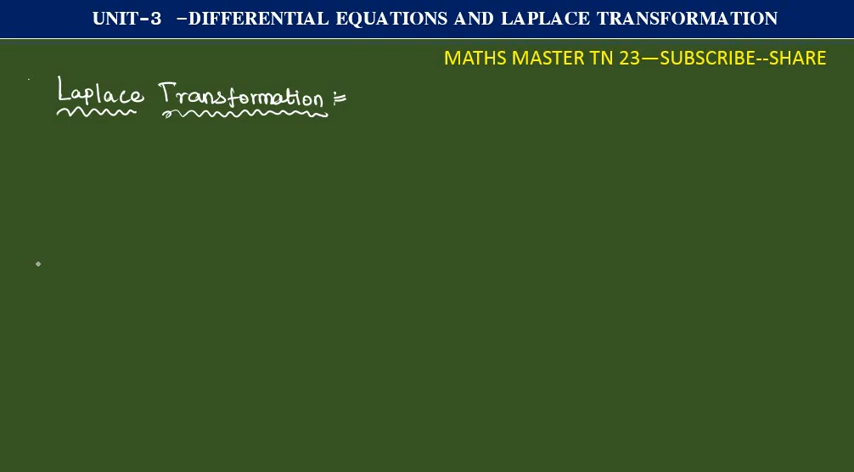 UNIT-3 –DIFFERENTIAL EQUATIONS AND LAPLACE TRANSFORMATION
MATHS MASTER TN 23—SUBSCRIBE--SHARE
Laplace Transformation :=